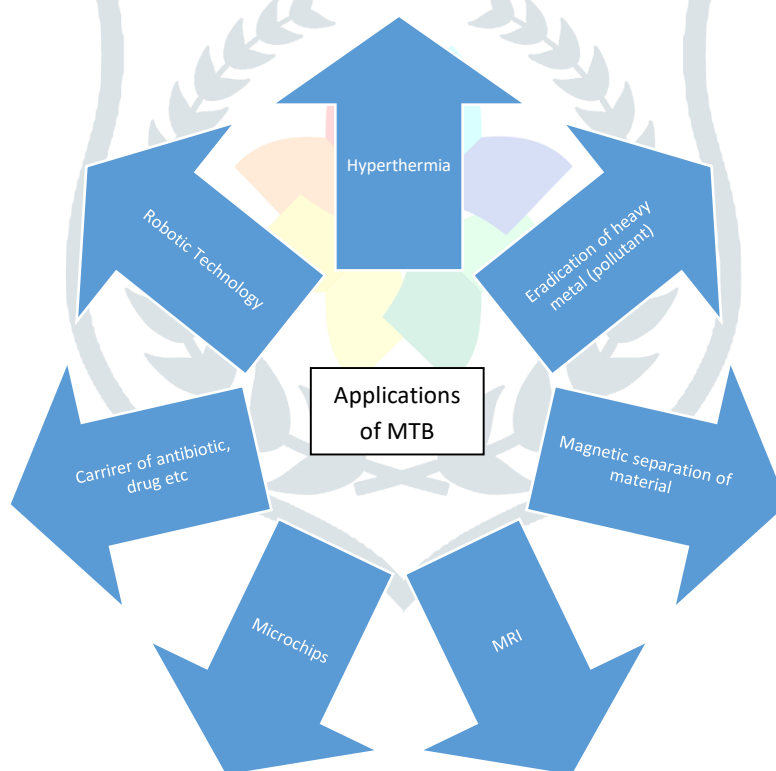 Hyperthermia
Eradication of heavy
metal (pollutant)
Magnetic separation of
material
MRI
Microchips
Carrirer of antibiotic,
drug etc
Robotic Technology
Applications
of MTB